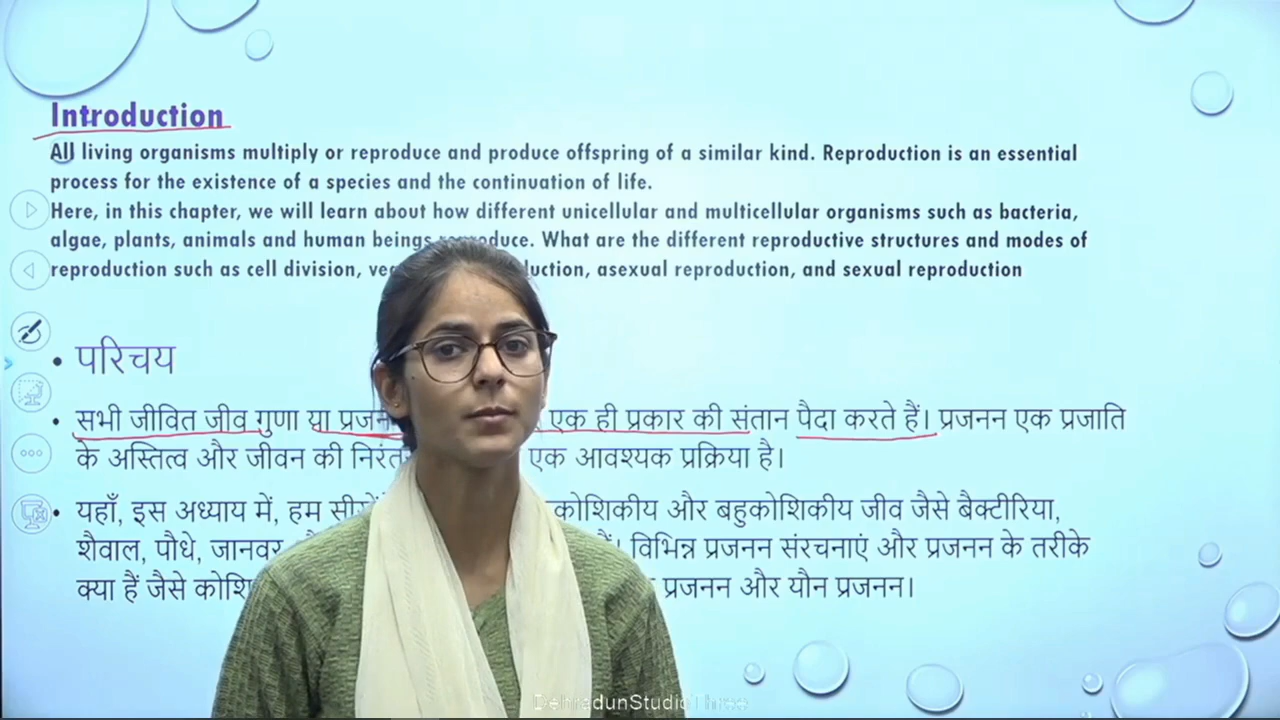 Introduction
All living organisms multiply or reproduce and produce offspring of a similar kind. Reproduction is an essential
process for the existence of a species and the continuation of life.
Here, in this chapter, we will learn about how different unicellular and multicellular organisms such as bacteria,
algae, plants, animals and human beings reproduce. What are the different reproductive structures and modes of
reproduction such as cell division, asexual reproduction, and sexual reproduction
• परिचय
• सभी जीवित जीव गुणा या एक ही प्रकार की संतान पैदा करते हैं। प्रजनन एक प्रजाति
के अस्तित्व और जीवन की एक आवश्यक प्रक्रिया है।
• यहाँ, इस अध्याय में, हम कोशिकीय और बहुकोशिकीय जीव जैसे बैक्टीरिया,
शैवाल, पौधे, जानवर विभिन्न प्रजनन संरचनाएं और प्रजनन के तरीके
क्या हैं जैसे प्रजनन और यौन प्रजनन।
DehradunStudioThree